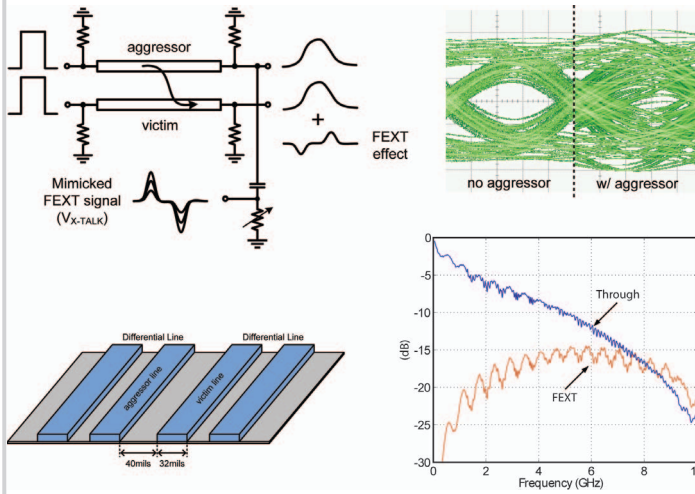 aggressor
victim
+
FEXT
effect
Mimicked
FEXT signal
(VX-TALK)
no aggressor
w/ aggressor
Differential Line
Differential Line
aggressor line
victim line
40mils
32mils
0
-5
-10
-15
-20
-25
-30
(dB)
Through
FEXT
0
2
4
6
8
Frequency (GHz)